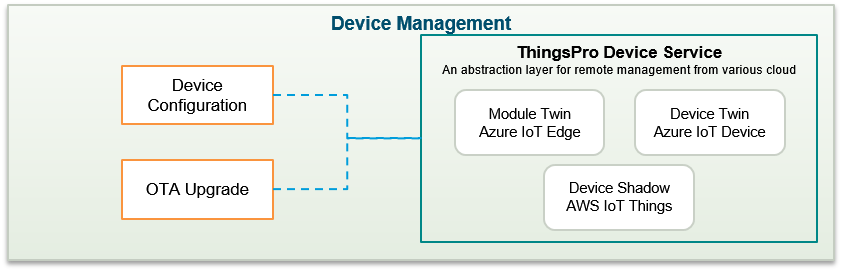 Device Management
ThingsPro Device Service
An abstraction layer for remote management from various cloud
Device
Configuration
OTA Upgrade
Module Twin
Azure IoT Edge
Device Twin
Azure IoT Device
Device Shadow
AWS IoT Things